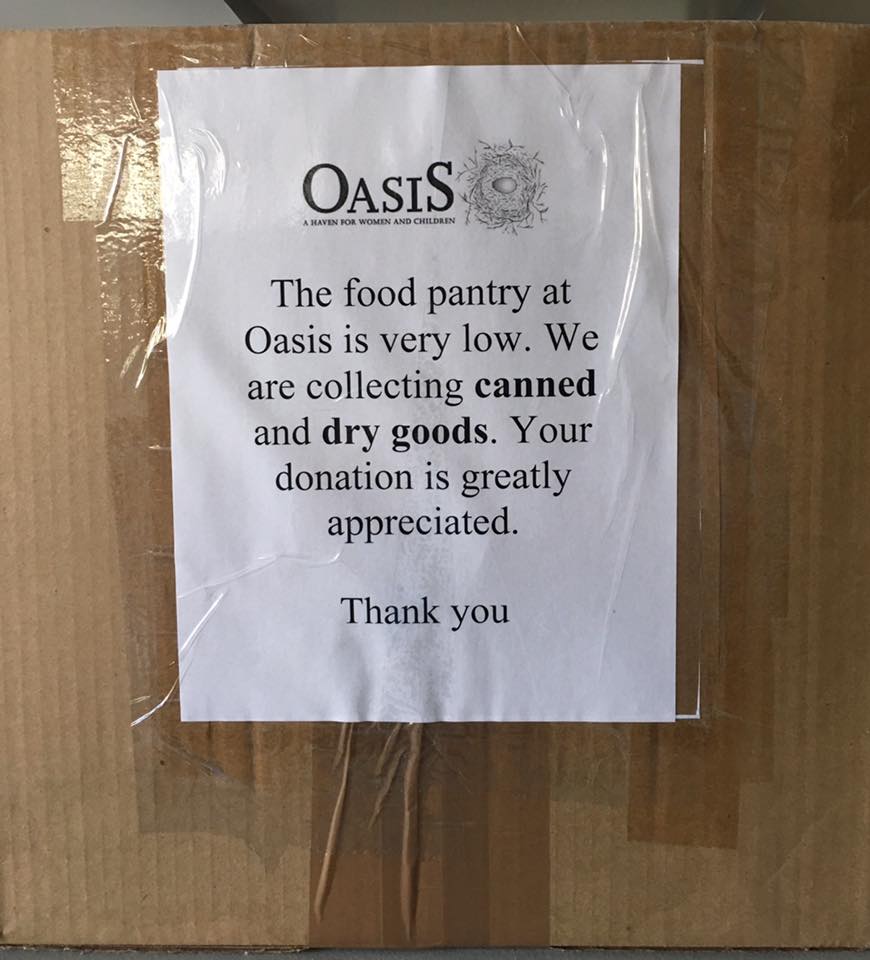 OASIS
A HAVEN FOR WOMEN AND CHILDREN
The food pantry at
Oasis is very low. We
are collecting canned
and dry goods. Your
donation is greatly
appreciated.
Thank you